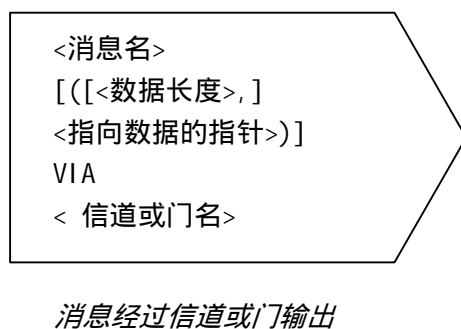 <消息名>
[([<数据长度>,]
<指向数据的指针>)]
VIA
< 信道或门名>
消息经过信道或门输出